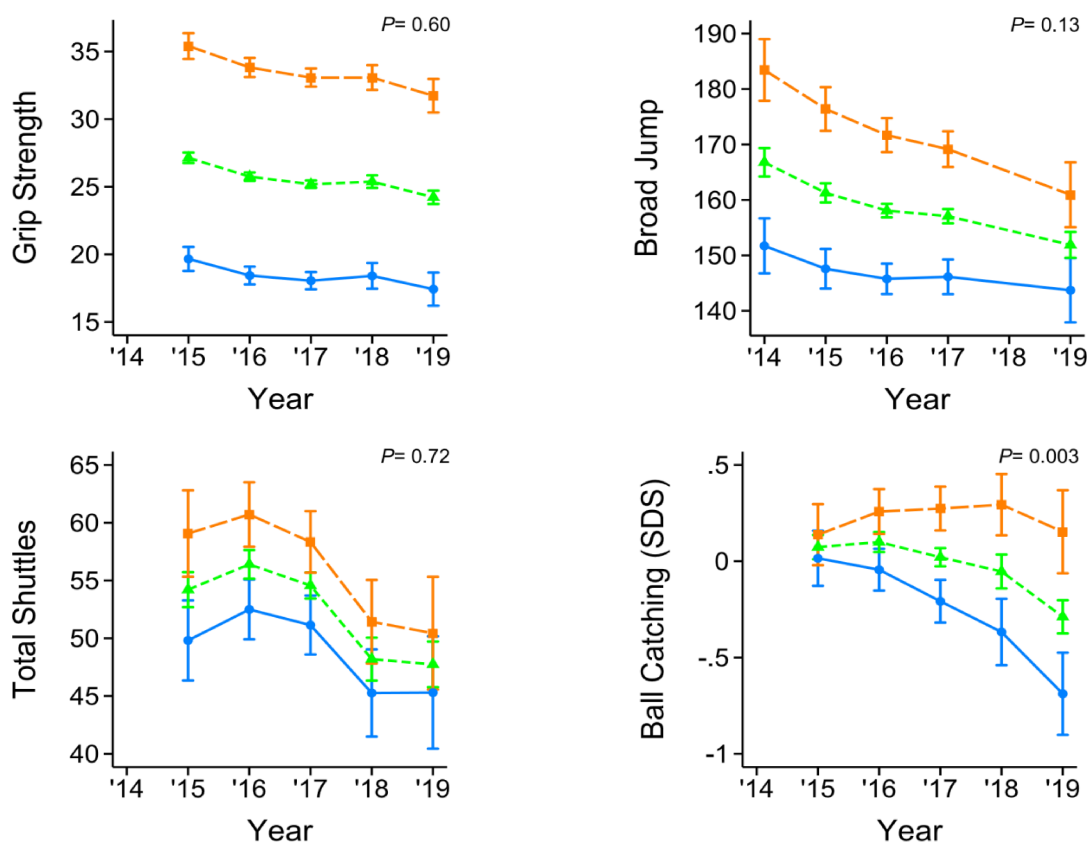 P= 0.60
35
30
25
20
15
Grip Strength
'14 '15 '16 '17 '18 '19
Year
P= 0.13
190
180
170
160
150
140
Broad Jump
'14 '15 '16 '17 '18 '19
Year
P= 0.72
65
60
55
50
45
40
Total Shuttles
'14 '15 '16 '17 '18 '19
Year
P= 0.003
.5
0
-.5
-1
Ball Catching (SDS)
'14 '15 '16 '17 '18 '19
Year